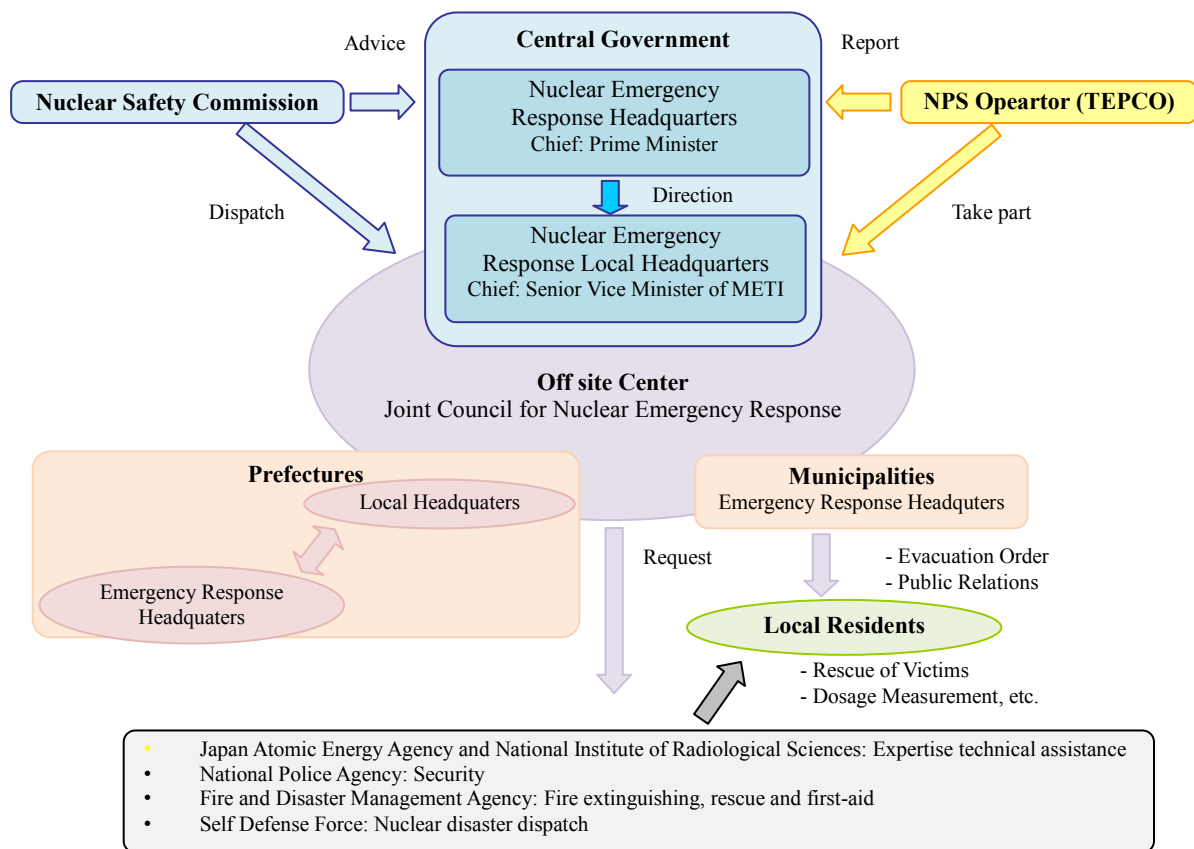 Advice
Central Government
Report
Nuclear Safety Commission
Nuclear Emergency
Response Headquarters
Chief: Prime Minister
NPS Opeartor (TEPCO)
Dispatch
Direction
Take part
Nuclear Emergency
Response Local Headquarters
Chief: Senior Vice Minister of METI
Off site Center
Joint Council for Nuclear Emergency Response
Prefectures
Local Headquaters
Emergency Response
Headquaters
Municipalities
Emergency Response Headquters
Request
- Evacuation Order
- Public Relations
Local Residents
- Rescue of Victims
- Dosage Measurement, etc.
• Japan Atomic Energy Agency and National Institute of Radiological Sciences: Expertise technical assistance
• National Police Agency: Security
• Fire and Disaster Management Agency: Fire extinguishing, rescue and first-aid
• Self Defense Force: Nuclear disaster dispatch